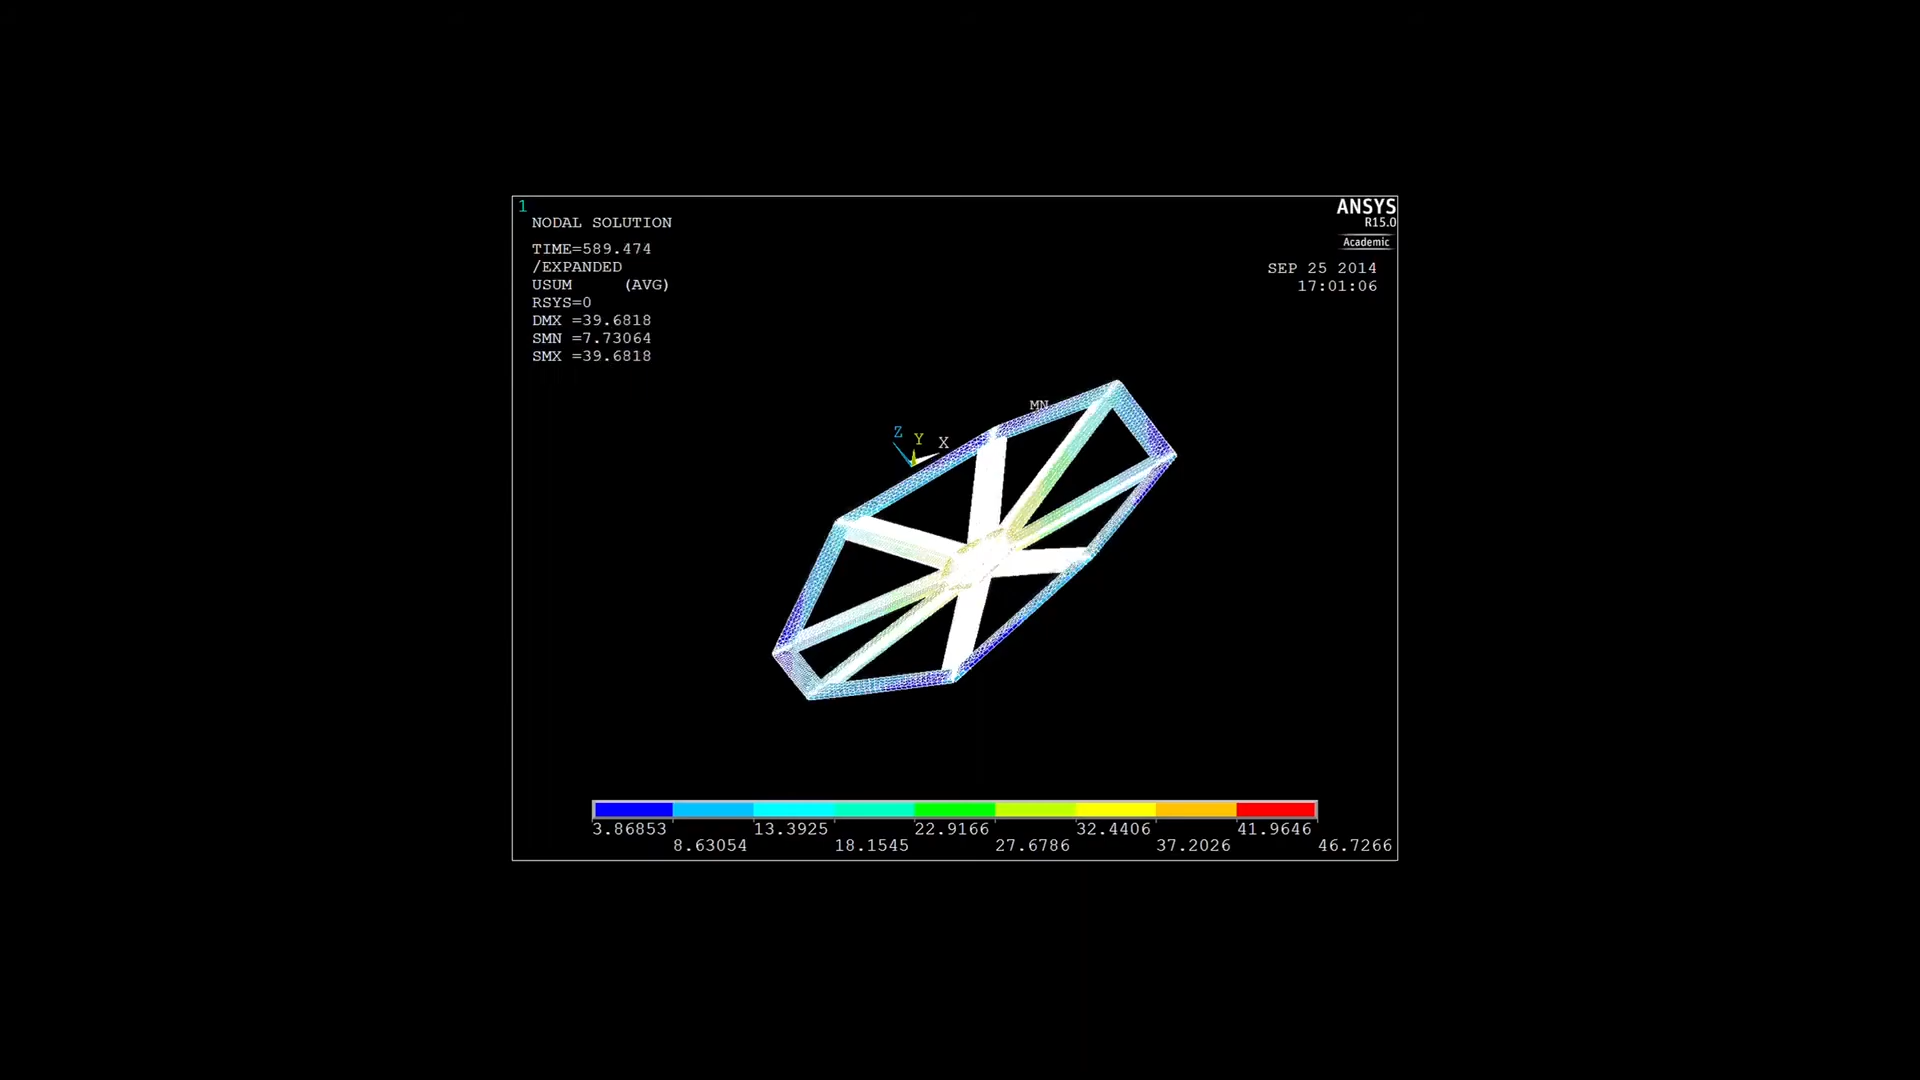 1
NODAL SOLUTION
TIME=589.474
/EXPANDED
USUM (AVG)
RSYS=0
DMX =39.6818
SMN =7.73064
SMX =39.6818
ANSYS
R15.0
Academic
SEP 25 2014
17:01:06
MN
Z Y X
3.86853 13.3925 22.9166 32.4406 41.9646
8.63054 18.1545 27.6786 37.2026 46.7266